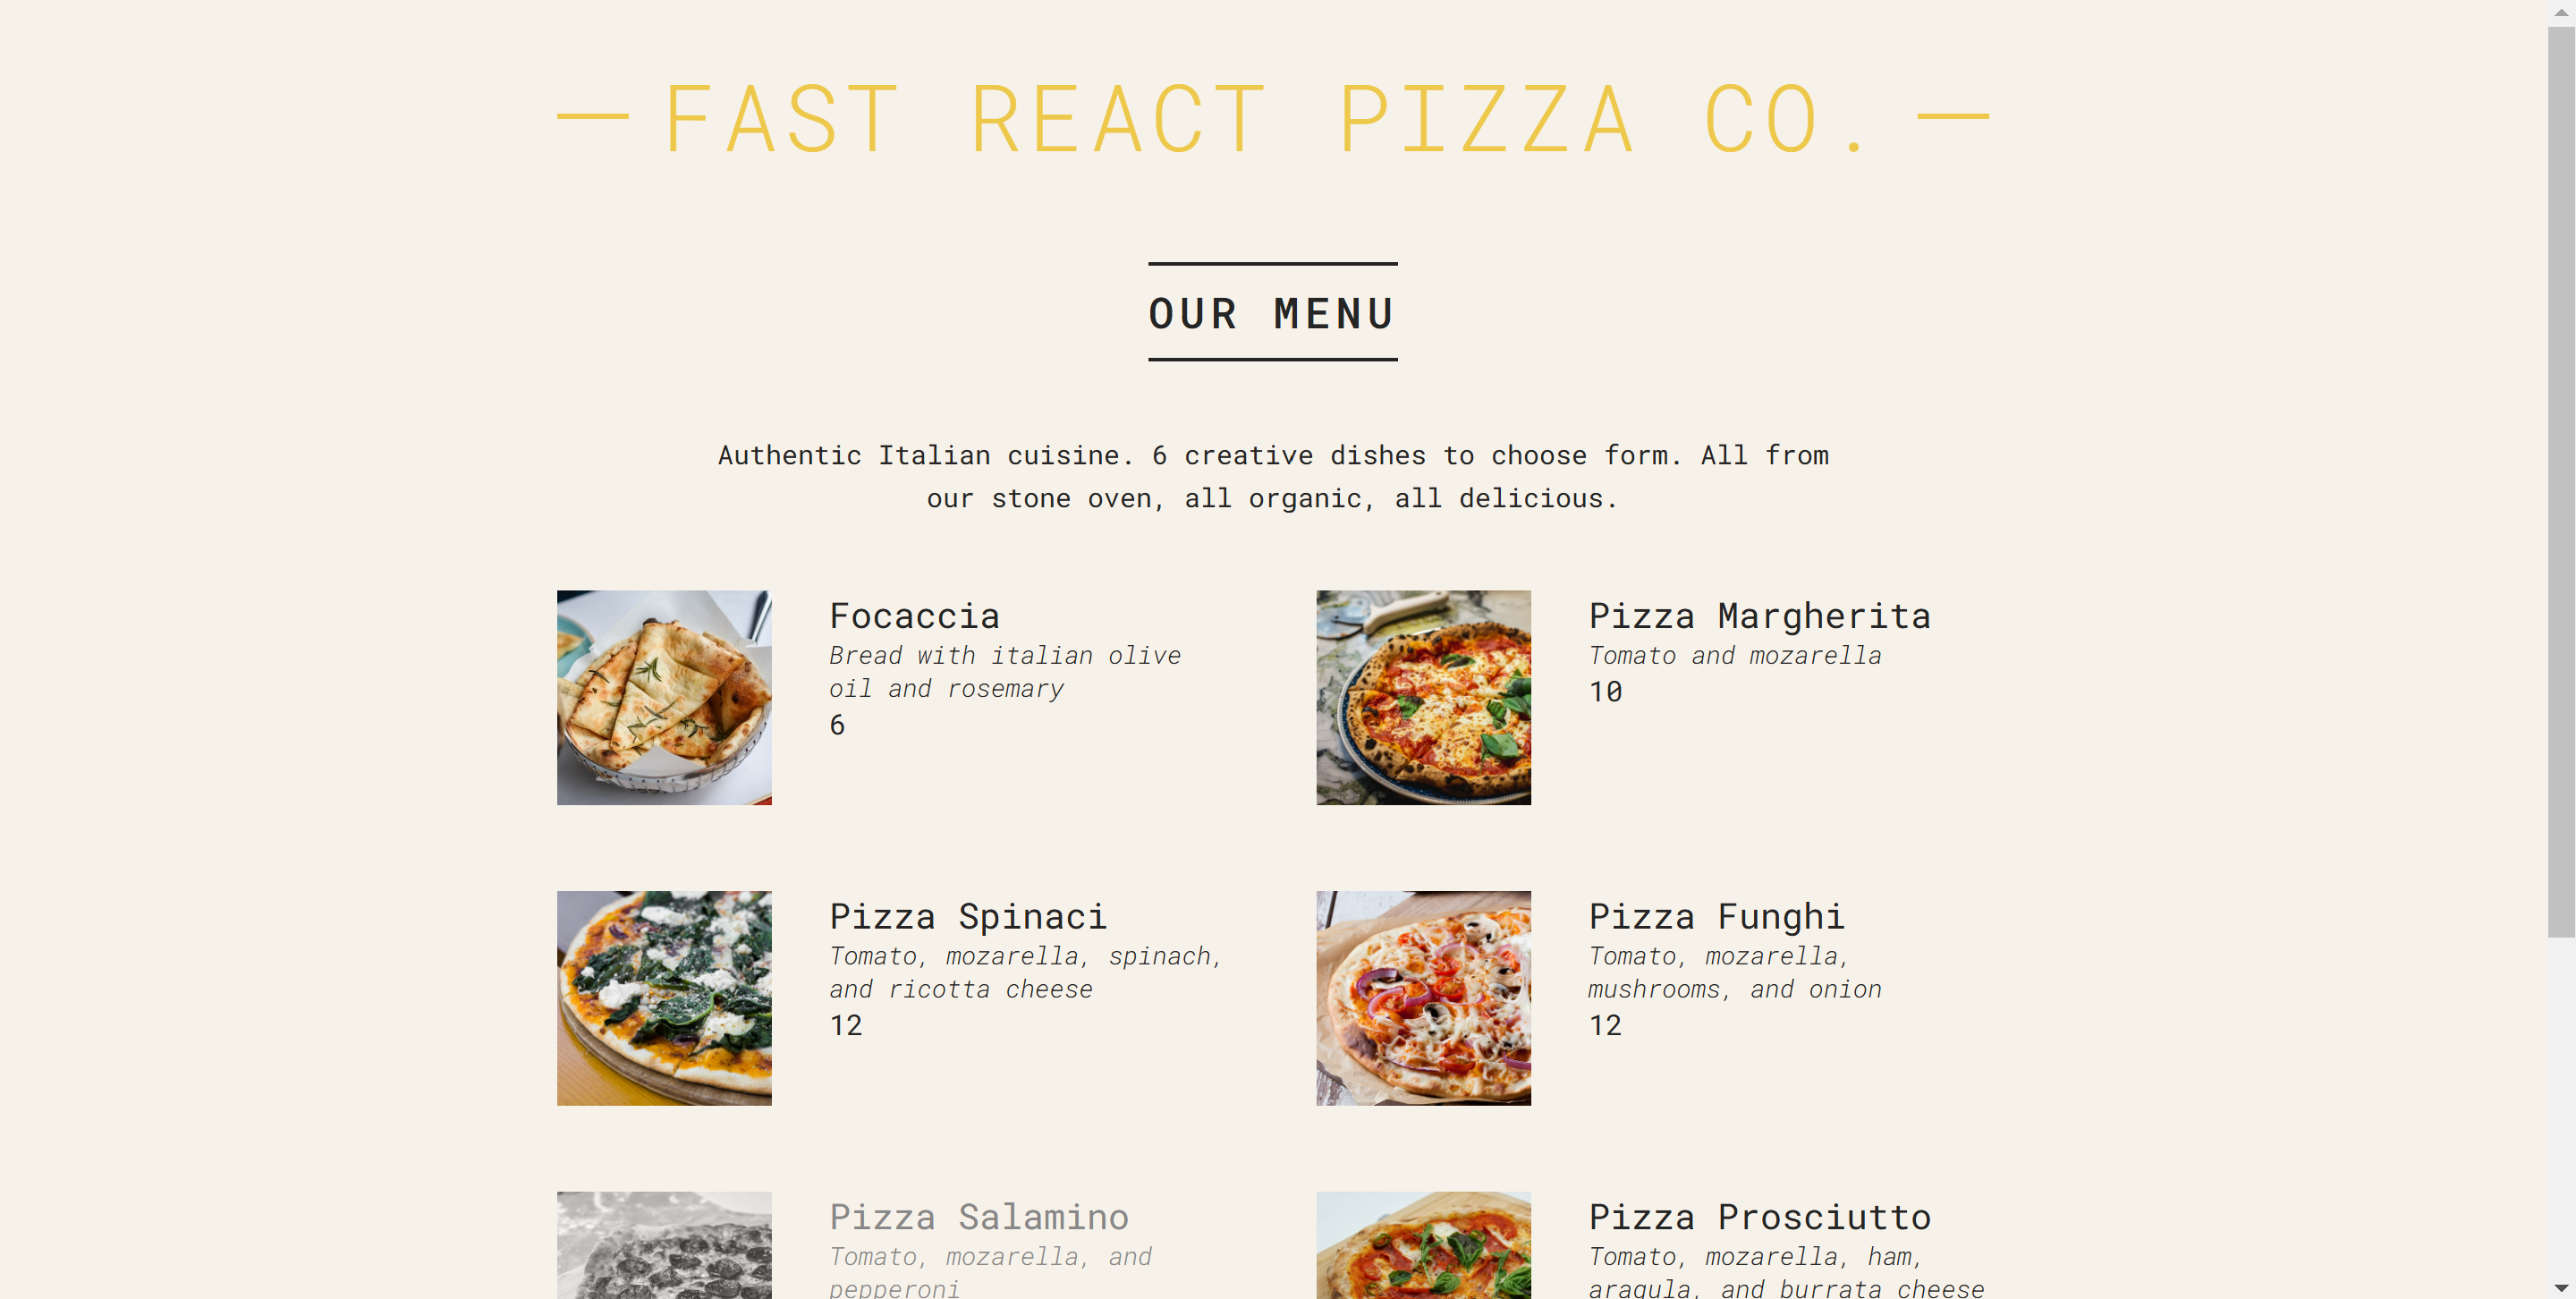 — FAST REACT PIZZA CO. —
OUR MENU
Authentic Italian cuisine. 6 creative dishes to choose form. All from
our stone oven, all organic, all delicious.
Focaccia
Bread with italian olive
oil and rosemary
6
Pizza Margherita
Tomato and mozarella
10
Pizza Spinaci
Tomato, mozarella, spinach,
and ricotta cheese
12
Pizza Funghi
Tomato, mozarella,
mushrooms, and onion
12
Pizza Salamino
Tomato, mozarella, and
pepperoni
Pizza Prosciutto
Tomato, mozarella, ham,
aragula, and burrata cheese